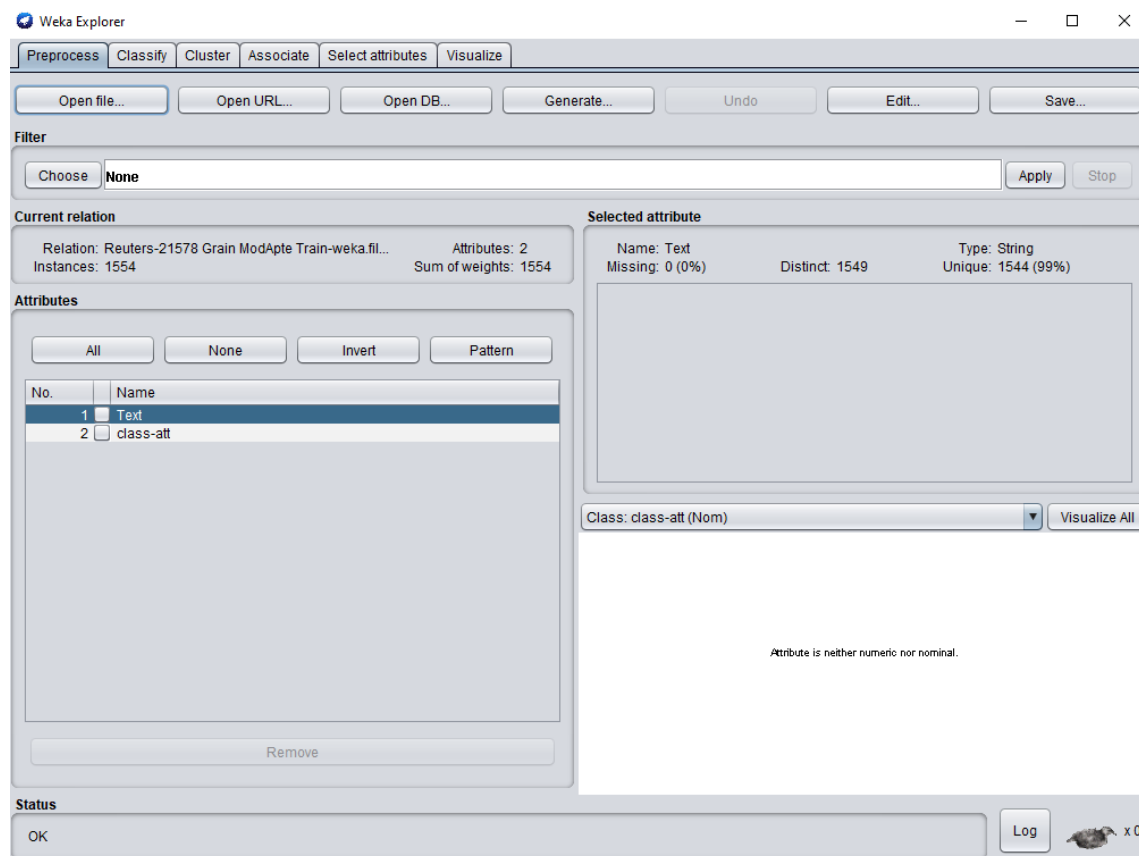 Weka Explorer
Preprocess Classify Cluster Associate Select attributes Visualize
Open file... Open URL... Open DB... Generate... Undo Edit... Save...
Filter
Choose None Apply Stop
Current relation
Relation: Reuters-21578 Grain ModApte Train-weka.fil... Attributes: 2
Instances: 1554 Sum of weights: 1554
Attributes
All None Invert Pattern
No. Name
1 Text
2 class-att
Remove
Selected attribute
Name: Text Type: String
Missing: 0 (0%) Distinct: 1549 Unique: 1544 (99%)
Class: class-att (Nom) Visualize All
Attribute is neither numeric nor nominal.
Status
OK Log x 0